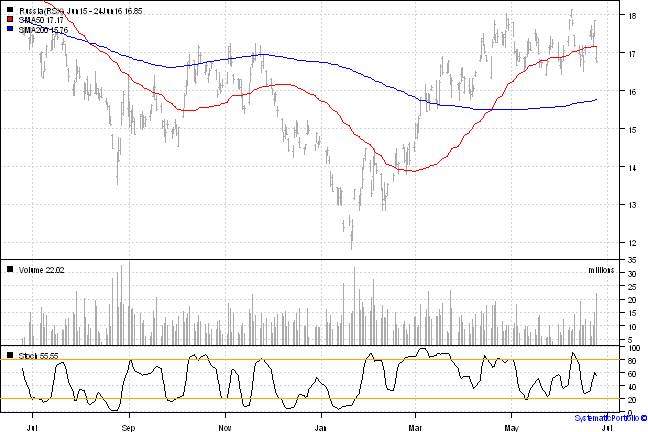 Russia(RSX) Jun15 - 24Jun16 16.85
SMA50 17.17
SMA200 15.76
18
17
16
15
14
13
12
35
Volume 22.02
millions
30
25
20
15
10
5
100
Stoch 55.55
80
60
40
20
0
Jul Sep Nov Jan Mar May Jul
SystematicPortfolio ©